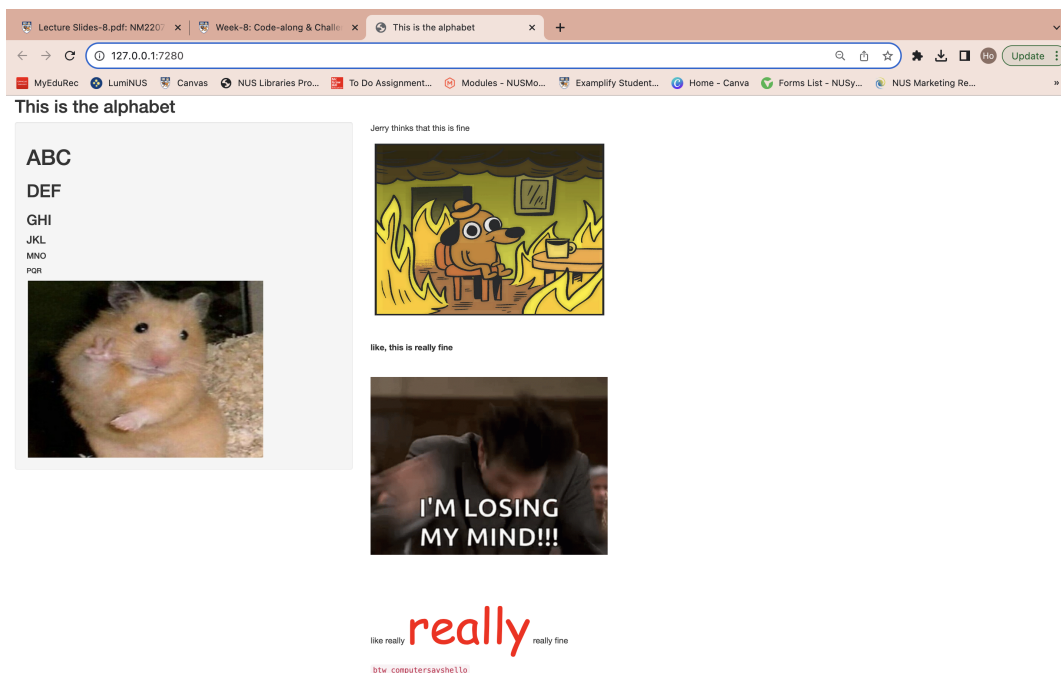 Lecture Slides-8.pdf: NM2207
Week-8: Code-along & Challe
This is the alphabet
127.0.0.1:7280
Ho
Update
MyEduRec
LumiNUS
Canvas
NUS Libraries Pro...
To Do Assignment...
Modules - NUSMo...
Examplify Student...
Home - Canva
Forms List - NUSy...
NUS Marketing Re...
»
This is the alphabet
ABC
DEF
GHI
JKL
MNO
PQR
Jerry thinks that this is fine
like, this is really fine
I'M LOSING
MY MIND!!!
like really really really fine
btw computersayshello